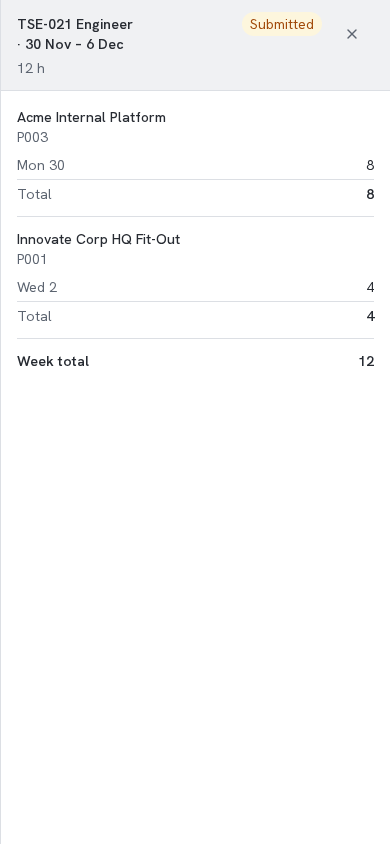 TSE-021 Engineer
· 30 Nov – 6 Dec
Submitted
12 h
Acme Internal Platform
P003
Mon 30 8
Total 8
Innovate Corp HQ Fit-Out
P001
Wed 2 4
Total 4
Week total 12